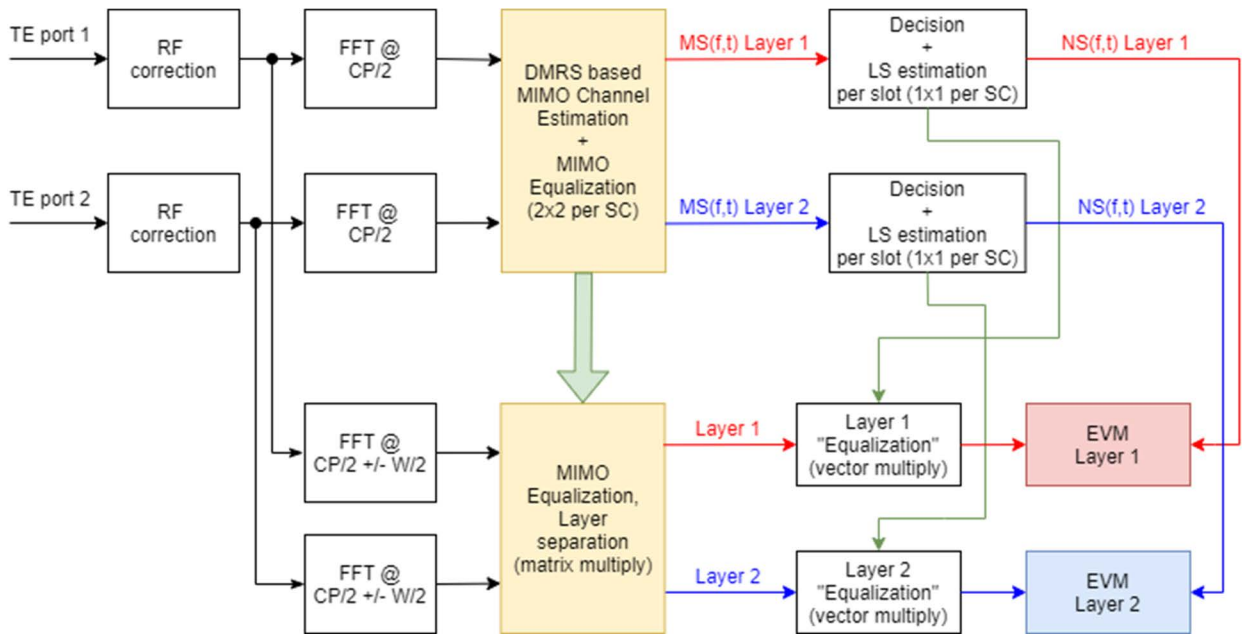 TE port 1
RF
correction
FFT @
CP/2
DMRS based
MIMO Channel
Estimation
+
MIMO
Equalization
(2x2 per SC)
MS(f,t) Layer 1
Decision
+
LS estimation
per slot (1x1 per SC)
NS(f,t) Layer 1
TE port 2
RF
correction
FFT @
CP/2
MS(f,t) Layer 2
Decision
+
LS estimation
per slot (1x1 per SC)
NS(f,t) Layer 2
FFT @
CP/2 +/- W/2
MIMO
Equalization,
Layer
separation
(matrix multiply)
Layer 1
Layer 1
"Equalization"
(vector multiply)
EVM
Layer 1
FFT @
CP/2 +/- W/2
Layer 2
Layer 2
"Equalization"
(vector multiply)
EVM
Layer 2